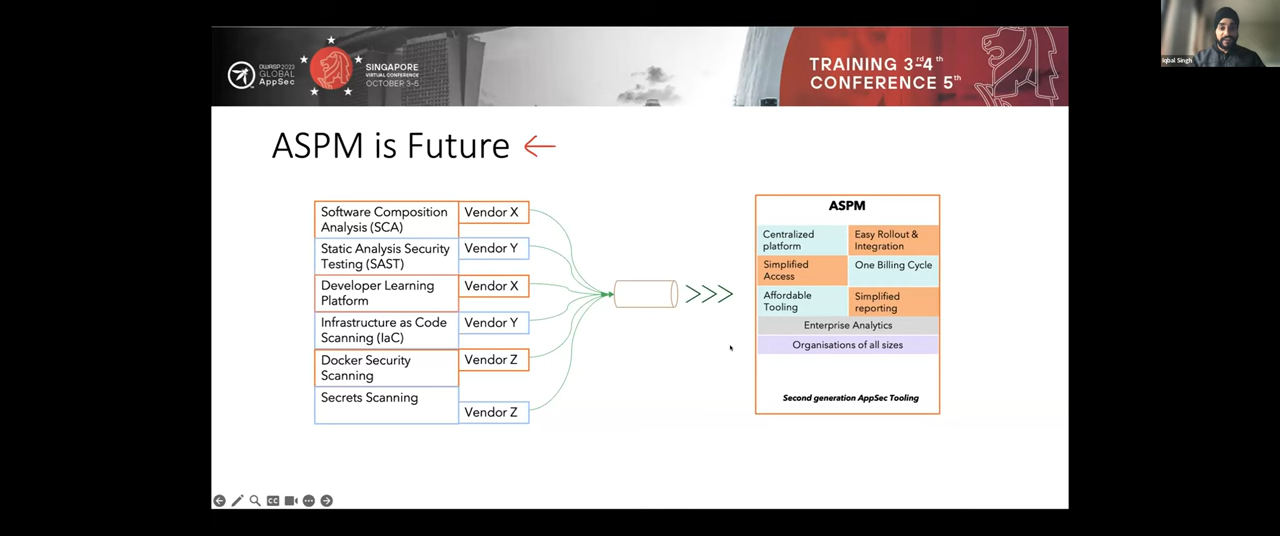 OWASP 2023
GLOBAL
AppSec
SINGAPORE
VIRTUAL CONFERENCE
OCTOBER 3-5
TRAINING 3rd-4th
CONFERENCE 5th
Iqbal Singh
ASPM is Future
Software Composition
Analysis (SCA)
Vendor X
Static Analysis Security
Testing (SAST)
Vendor Y
Developer Learning
Platform
Vendor X
Infrastructure as Code
Scanning (IaC)
Vendor Y
Docker Security
Scanning
Vendor Z
Secrets Scanning
Vendor Z
ASPM
Centralized
platform
Easy Rollout &
Integration
Simplified
Access
One Billing Cycle
Affordable
Tooling
Simplified
reporting
Enterprise Analytics
Organisations of all sizes
Second generation AppSec Tooling
CC